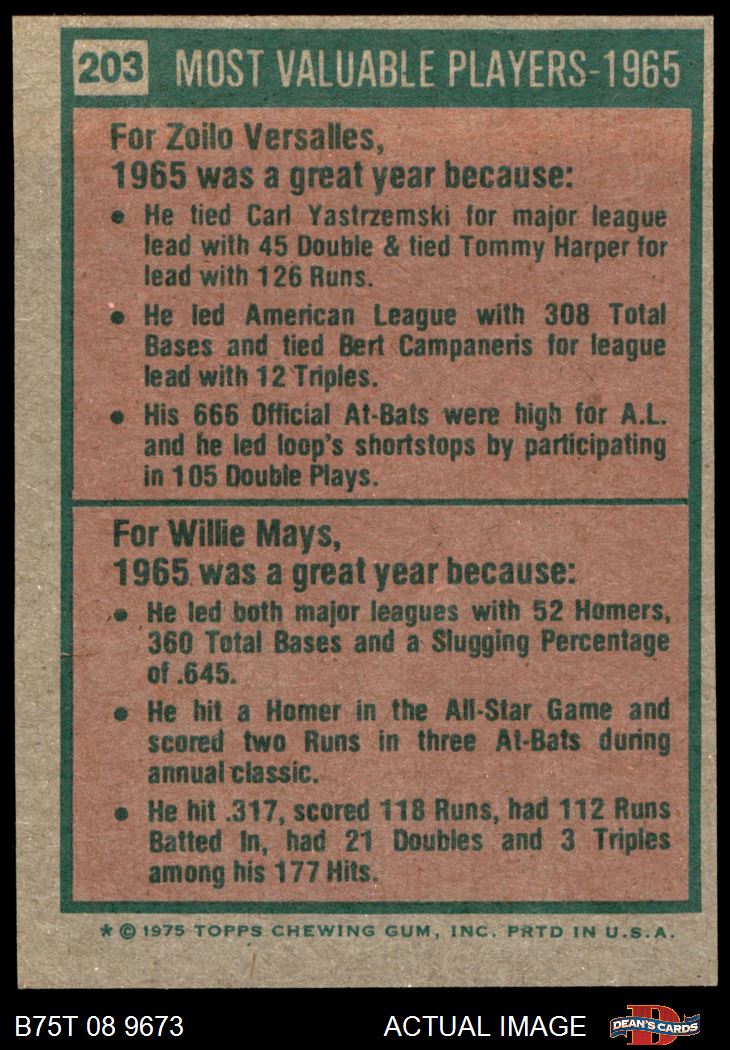 203 MOST VALUABLE PLAYERS-1965
For Zoilo Versalles,
1965 was a great year because:
• He tied Carl Yastrzemski for major league
lead with 45 Double & tied Tommy Harper for
lead with 126 Runs.
• He led American League with 308 Total
Bases and tied Bert Campaneris for league
lead with 12 Triples.
• His 666 Official At-Bats were high for A.L.
and he led loop's shortstops by participating
in 105 Double Plays.
For Willie Mays,
1965 was a great year because:
• He led both major leagues with 52 Homers,
360 Total Bases and a Slugging Percentage
of .645.
• He hit a Homer in the All-Star Game and
scored two Runs in three At-Bats during
annual classic.
• He hit .317, scored 118 Runs, had 112 Runs
Batted In, had 21 Doubles and 3 Triples
among his 177 Hits.
* © 1975 TOPPS CHEWING GUM, INC. PRTD IN U.S.A.
B75T 08 9673 ACTUAL IMAGE D DEAN'S CARDS